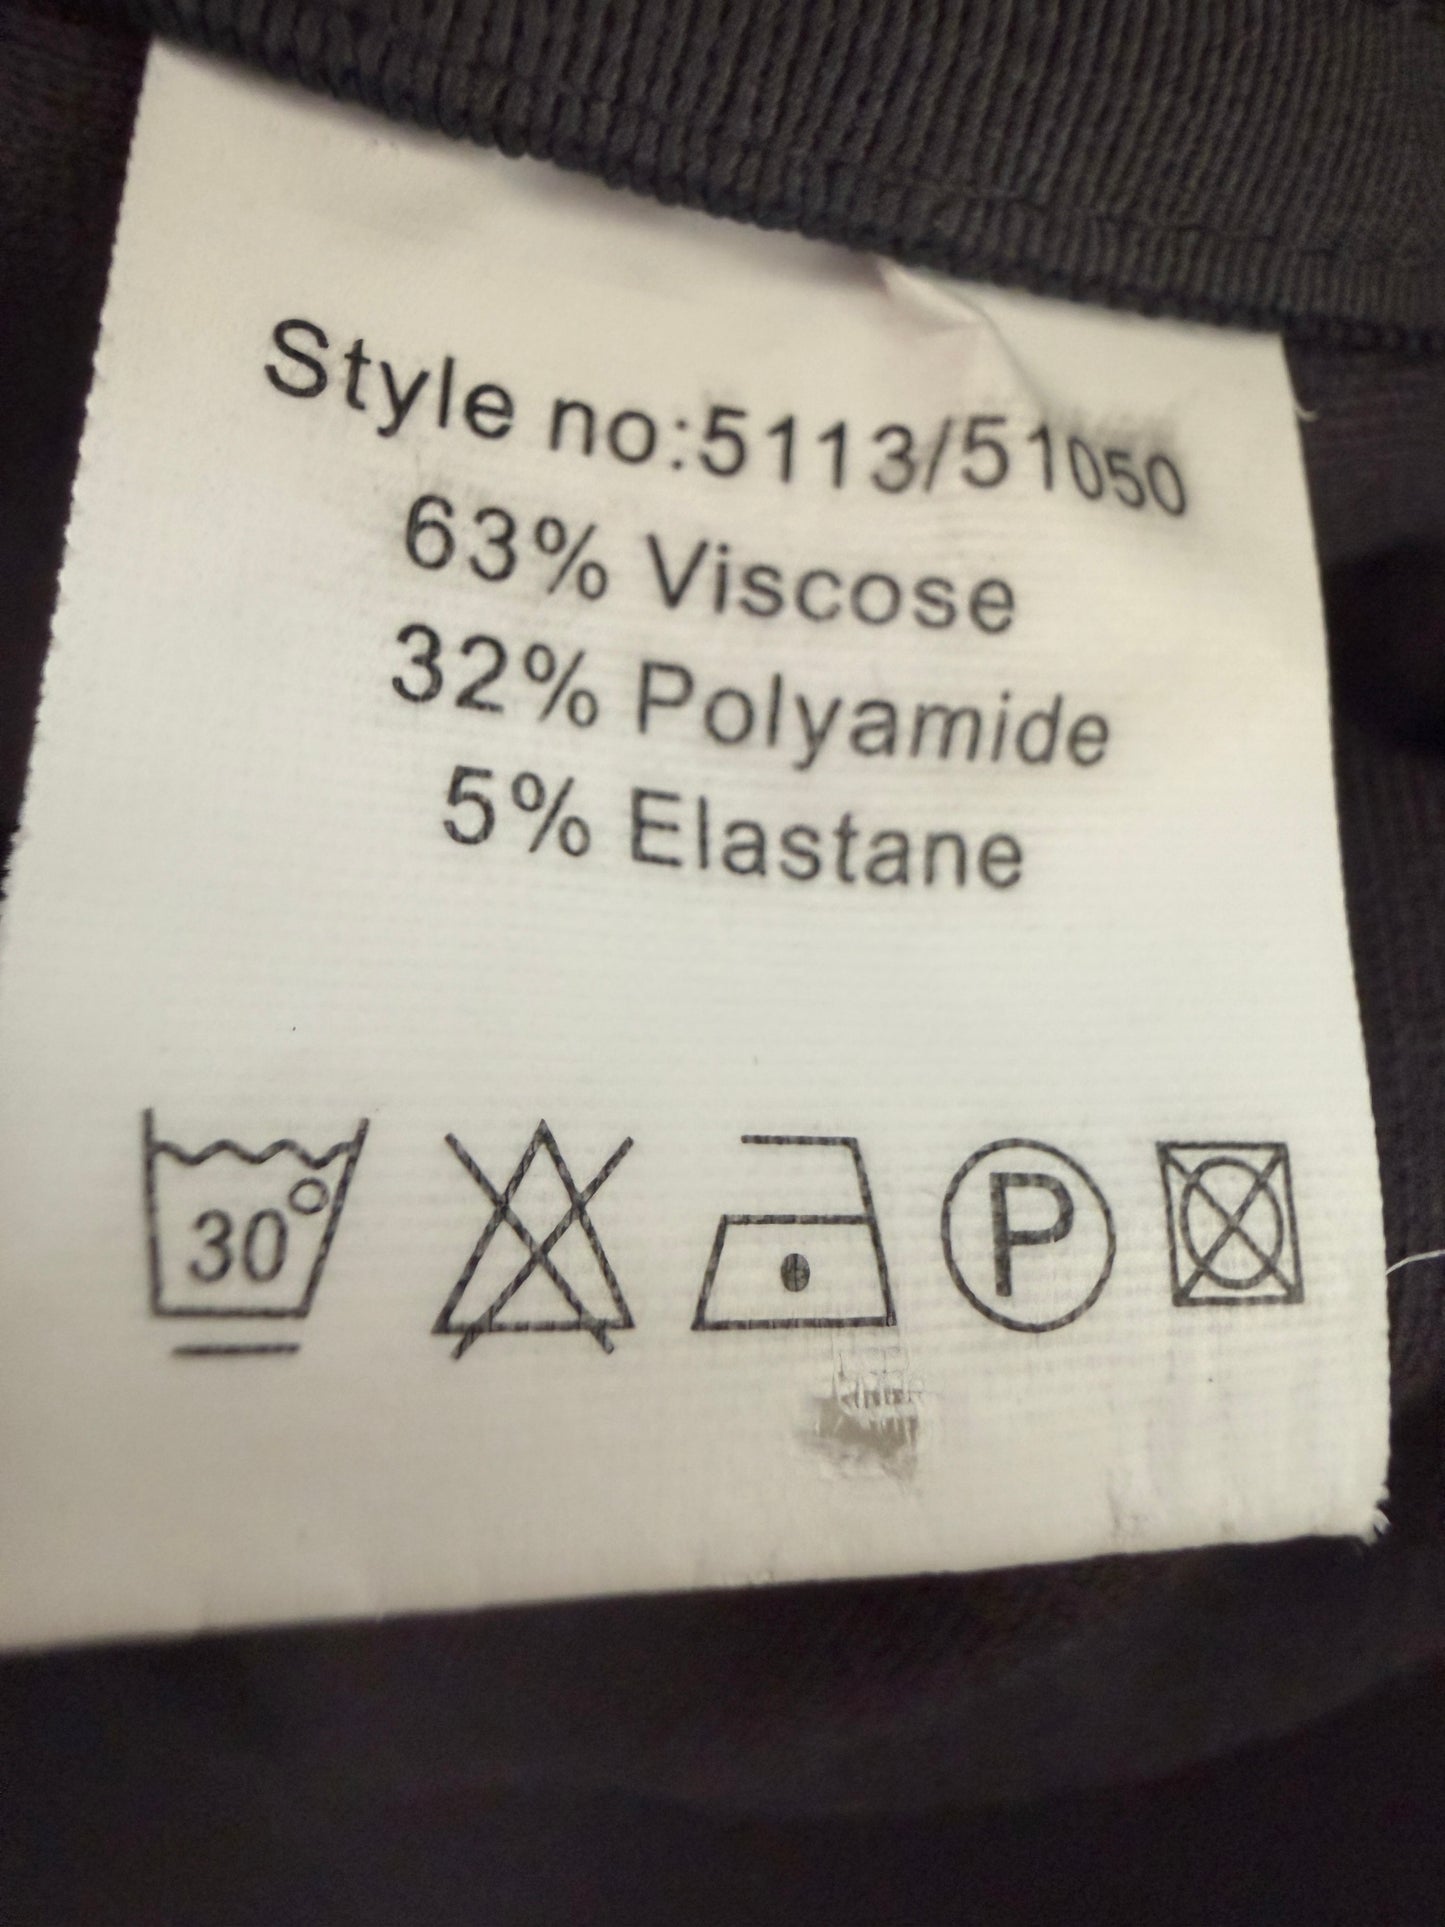 Style no:5113/51050
63% Viscose
32% Polyamide
5% Elastane
30° P